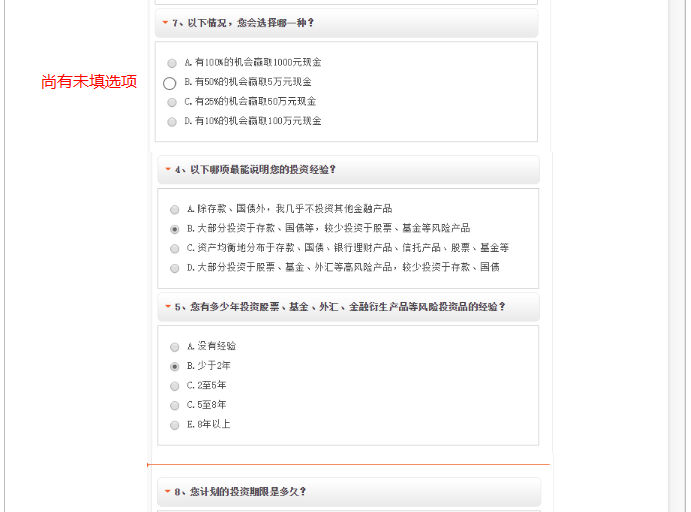 7、以下情况，您会选择哪一种？
尚有未填选项
A.有100%的机会赢取1000元现金
B.有50%的机会赢取5万元现金
C.有25%的机会赢取50万元现金
D.有10%的机会赢取100万元现金
4、以下哪项最能说明您的投资经验？
A.除存款、国债外，我几乎不投资其他金融产品
B.大部分投资于存款、国债等，较少投资于股票、基金等风险产品
C.资产均衡地分布于存款、国债、银行理财产品、信托产品、股票、基金等
D.大部分投资于股票、基金、外汇等高风险产品，较少投资于存款、国债
5、您有多少年投资股票、基金、外汇、金融衍生产品等风险投资品的经验？
A.没有经验
B.少于2年
C.2至5年
C.5至8年
E.8年以上
8、您计划的投资期限是多久？